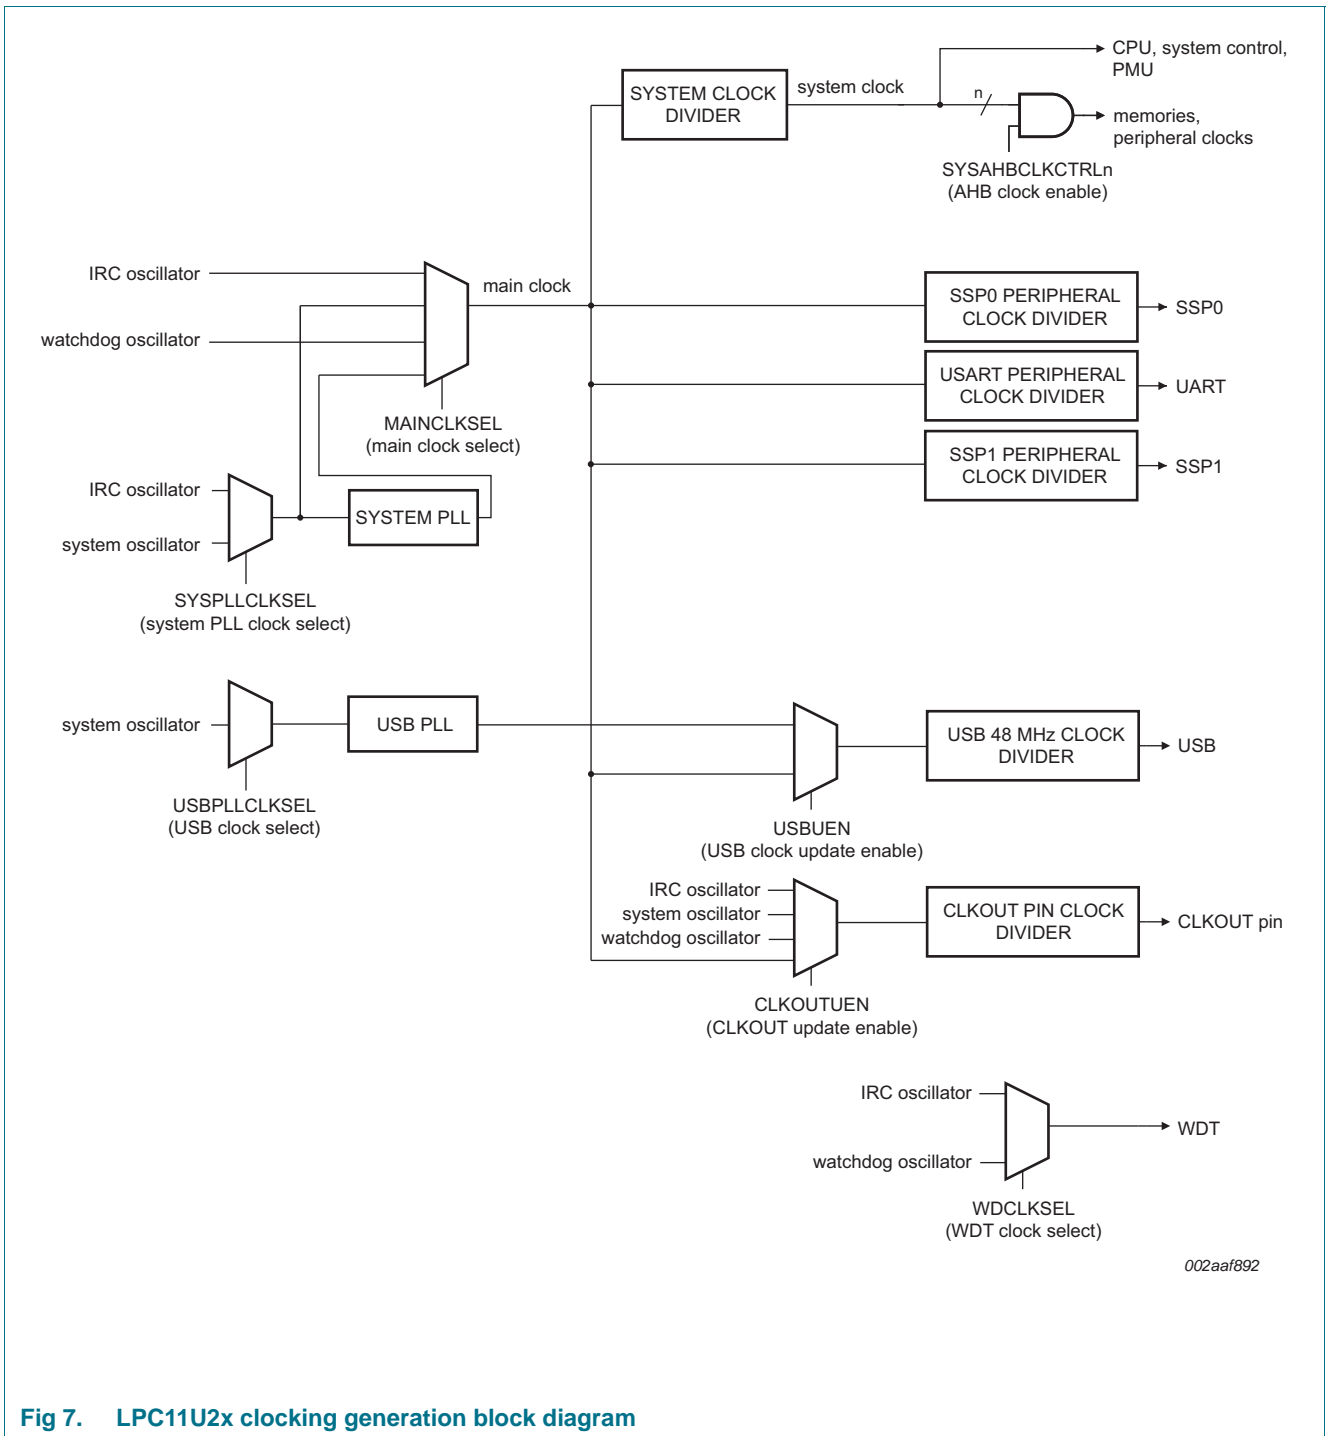 CPU, system control,
PMU
SYSTEM CLOCK
DIVIDER
system clock
n
memories,
peripheral clocks
SYSAHBCLKCTRLn
(AHB clock enable)
IRC oscillator
watchdog oscillator
main clock
MAINCLKSEL
(main clock select)
SSP0 PERIPHERAL
CLOCK DIVIDER
SSP0
USART PERIPHERAL
CLOCK DIVIDER
UART
SSP1 PERIPHERAL
CLOCK DIVIDER
SSP1
IRC oscillator
system oscillator
SYSTEM PLL
SYSPLLCLKSEL
(system PLL clock select)
system oscillator
USB PLL
USBPLLCLKSEL
(USB clock select)
USB 48 MHz CLOCK
DIVIDER
USB
USBUEN
(USB clock update enable)
IRC oscillator
system oscillator
watchdog oscillator
CLKOUT PIN CLOCK
DIVIDER
CLKOUT pin
CLKOUTUEN
(CLKOUT update enable)
IRC oscillator
watchdog oscillator
WDT
WDCLKSEL
(WDT clock select)
002aaf892
Fig 7. LPC11U2x clocking generation block diagram